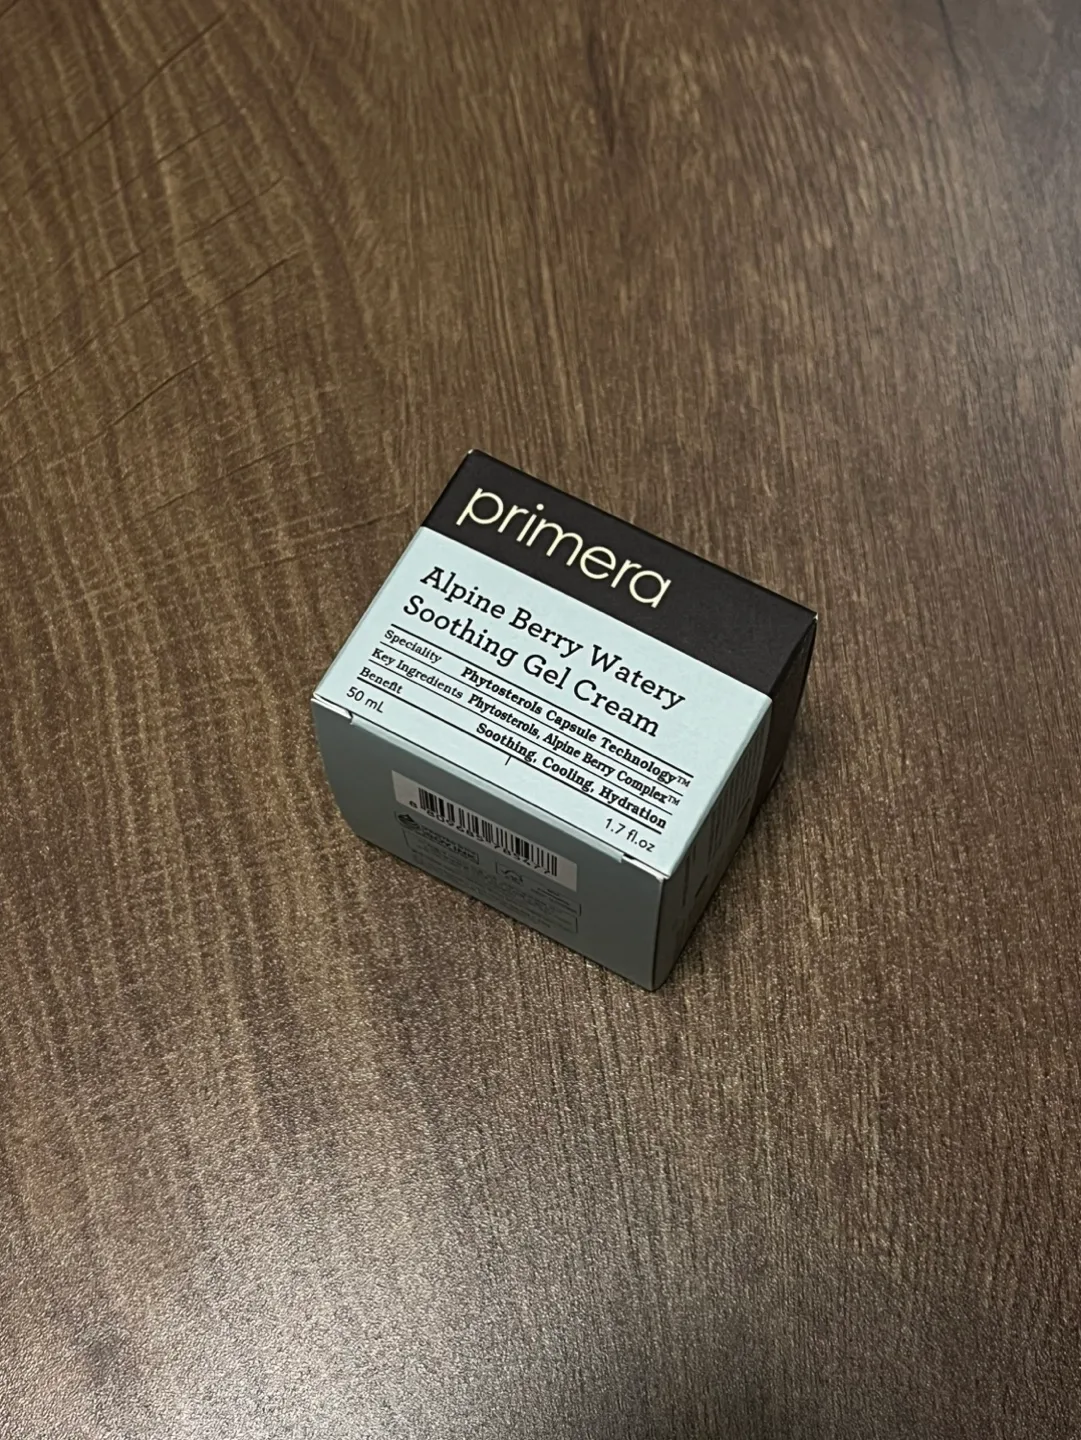 primera
Alpine Berry Watery
Soothing Gel Cream
Speciality Phytosterols Capsule Technology™
Key Ingredients Phytosterols, Alpine Berry Complex™
Benefit Soothing, Cooling, Hydration
50 mL 1.7 fl.oz